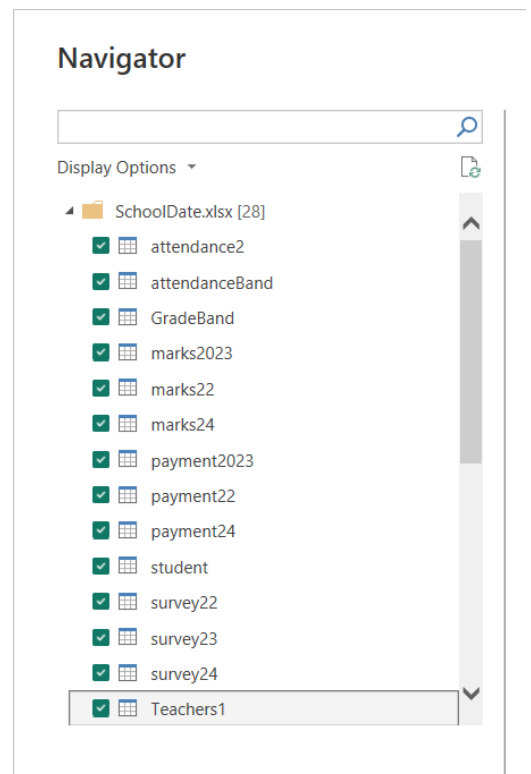 Navigator
Display Options
SchoolDate.xlsx [28]
attendance2
attendanceBand
GradeBand
marks2023
marks22
marks24
payment2023
payment22
payment24
student
survey22
survey23
survey24
Teachers1